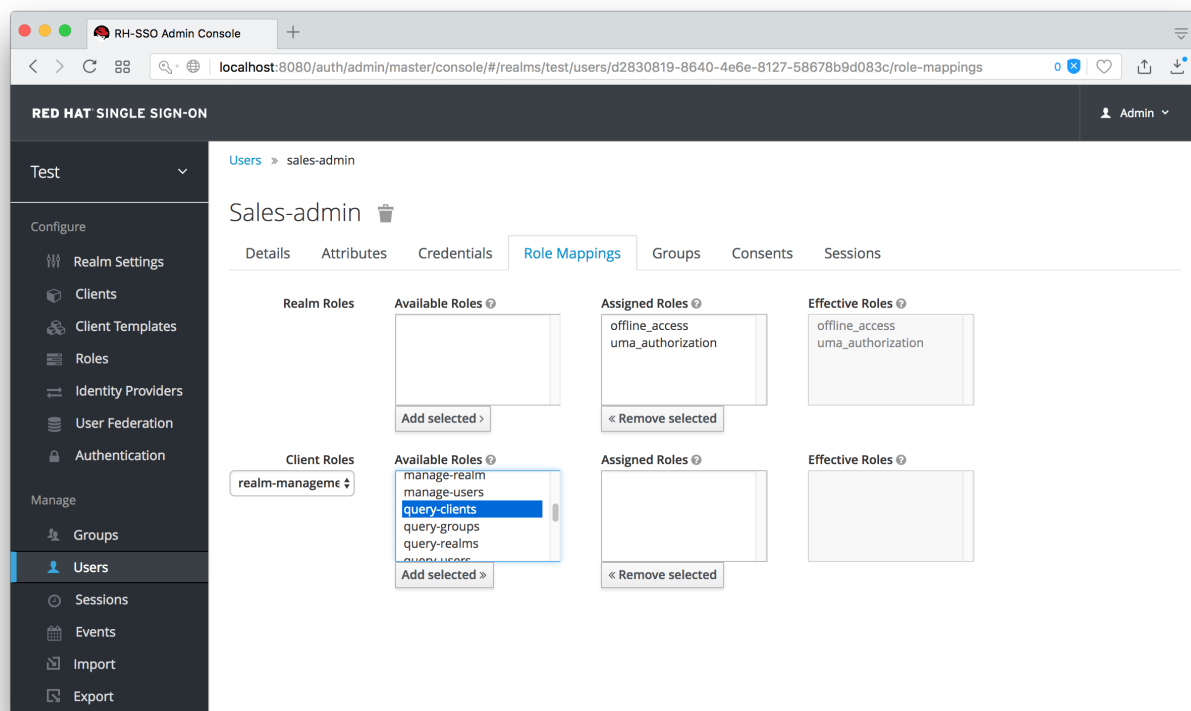 RH-SSO Admin Console
localhost:8080/auth/admin/master/console/#/realms/test/users/d2830819-8640-4e6e-8127-58678b9d083c/role-mappings 0
RED HAT SINGLE SIGN-ON
Admin
Test
Configure
Realm Settings
Clients
Client Templates
Roles
Identity Providers
User Federation
Authentication
Manage
Groups
Users
Sessions
Events
Import
Export
Users » sales-admin
Sales-admin
Details Attributes Credentials Role Mappings Groups Consents Sessions
Realm Roles
Available Roles
Add selected ›
Assigned Roles
offline_access
uma_authorization
« Remove selected
Effective Roles
offline_access
uma_authorization
Client Roles
realm-manageme
Available Roles
manage-realm
manage-users
query-clients
query-groups
query-realms
query-users
Add selected »
Assigned Roles
« Remove selected
Effective Roles